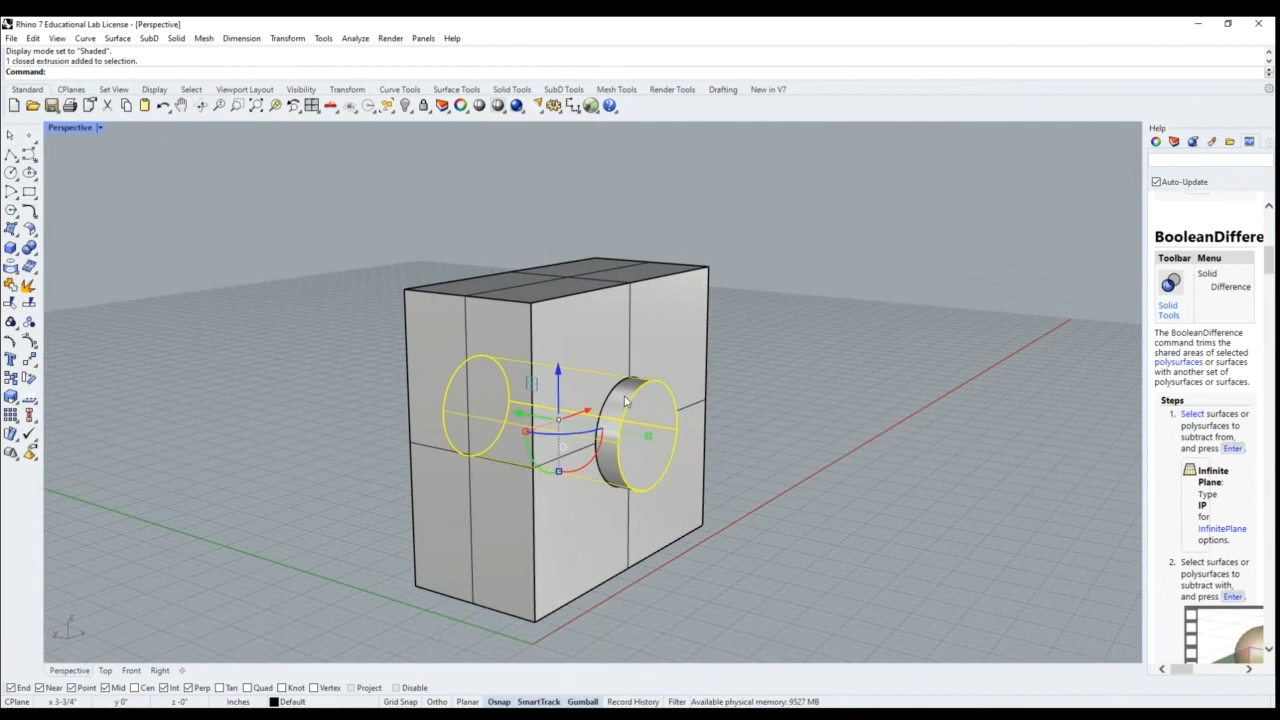 Rhino 7 Educational Lab License - [Perspective]
File Edit View Curve Surface SubD Solid Mesh Dimension Transform Tools Analyze Render Panels Help
Display mode set to "Shaded".
1 closed extrusion added to selection.
Command:
Standard CPlanes Set View Display Select Viewport Layout Visibility Transform Curve Tools Surface Tools Solid Tools SubD Tools Mesh Tools Render Tools Drafting New in V7
Perspective
Help
Auto-Update
BooleanDiffere
Toolbar Menu
Solid
Difference
Solid
Tools
The BooleanDifference
command trims the
shared areas of selected
polysurfaces or surfaces
with another set of
polysurfaces or surfaces.
Steps
1. Select surfaces or
polysurfaces to
subtract from,
and press Enter.
Infinite
Plane:
Type
IP
for
InfinitePlane
options.
2. Select surfaces or
polysurfaces to
subtract with,
and press Enter.
z
y x
Perspective Top Front Right
End Near Point Mid Cen Int Perp Tan Quad Knot Vertex Project Disable
CPlane x 3-3/4" y 0" z -0" Inches Default Grid Snap Ortho Planar Osnap SmartTrack Gumball Record History Filter Available physical memory: 9527 MB